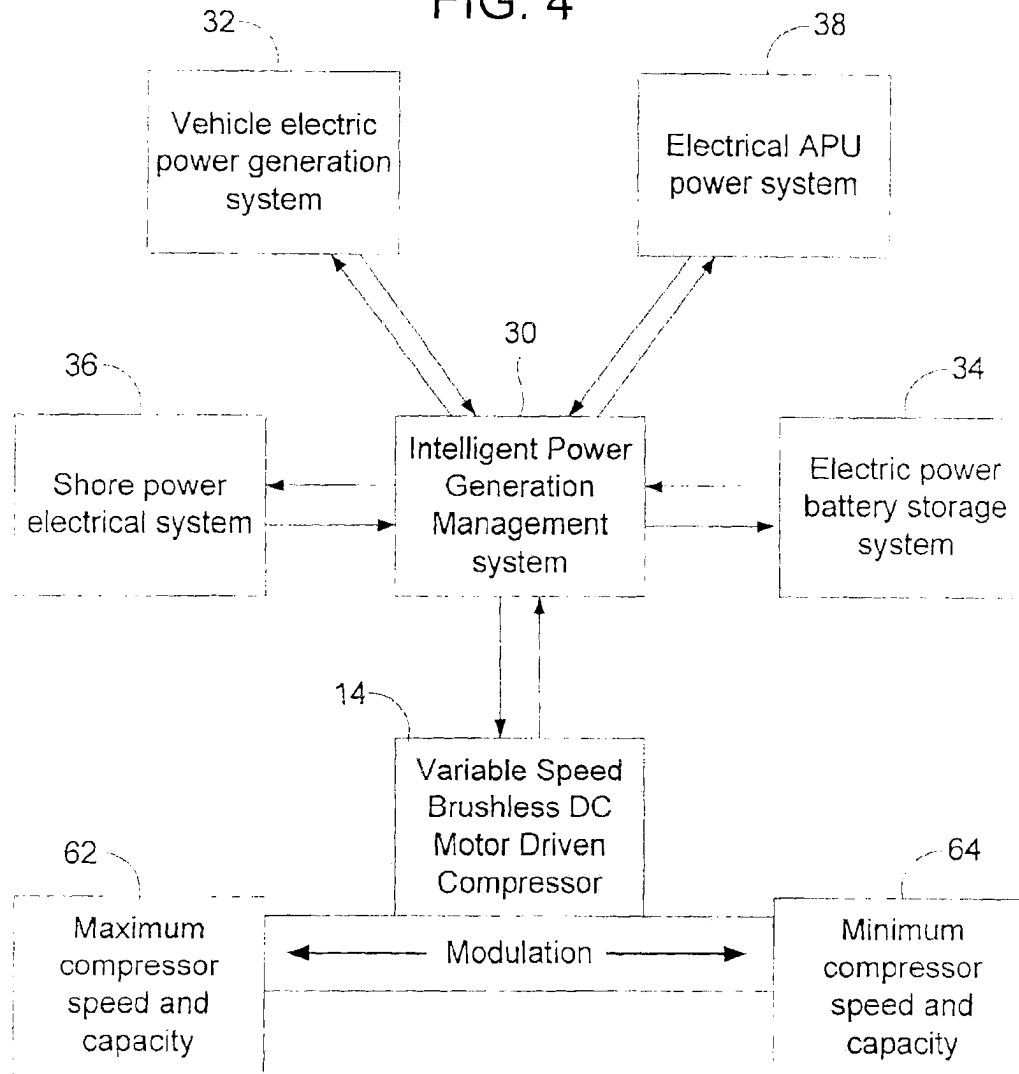 FIG. 4
32
38
Vehicle electric
power generation
system
Electrical APU
power system
30
36
34
Shore power
electrical system
Intelligent Power
Generation
Management
system
Electric power
battery storage
system
14
Variable Speed
Brushless DC
Motor Driven
Compressor
62
64
Maximum
compressor
speed and
capacity
Modulation
Minimum
compressor
speed and
capacity